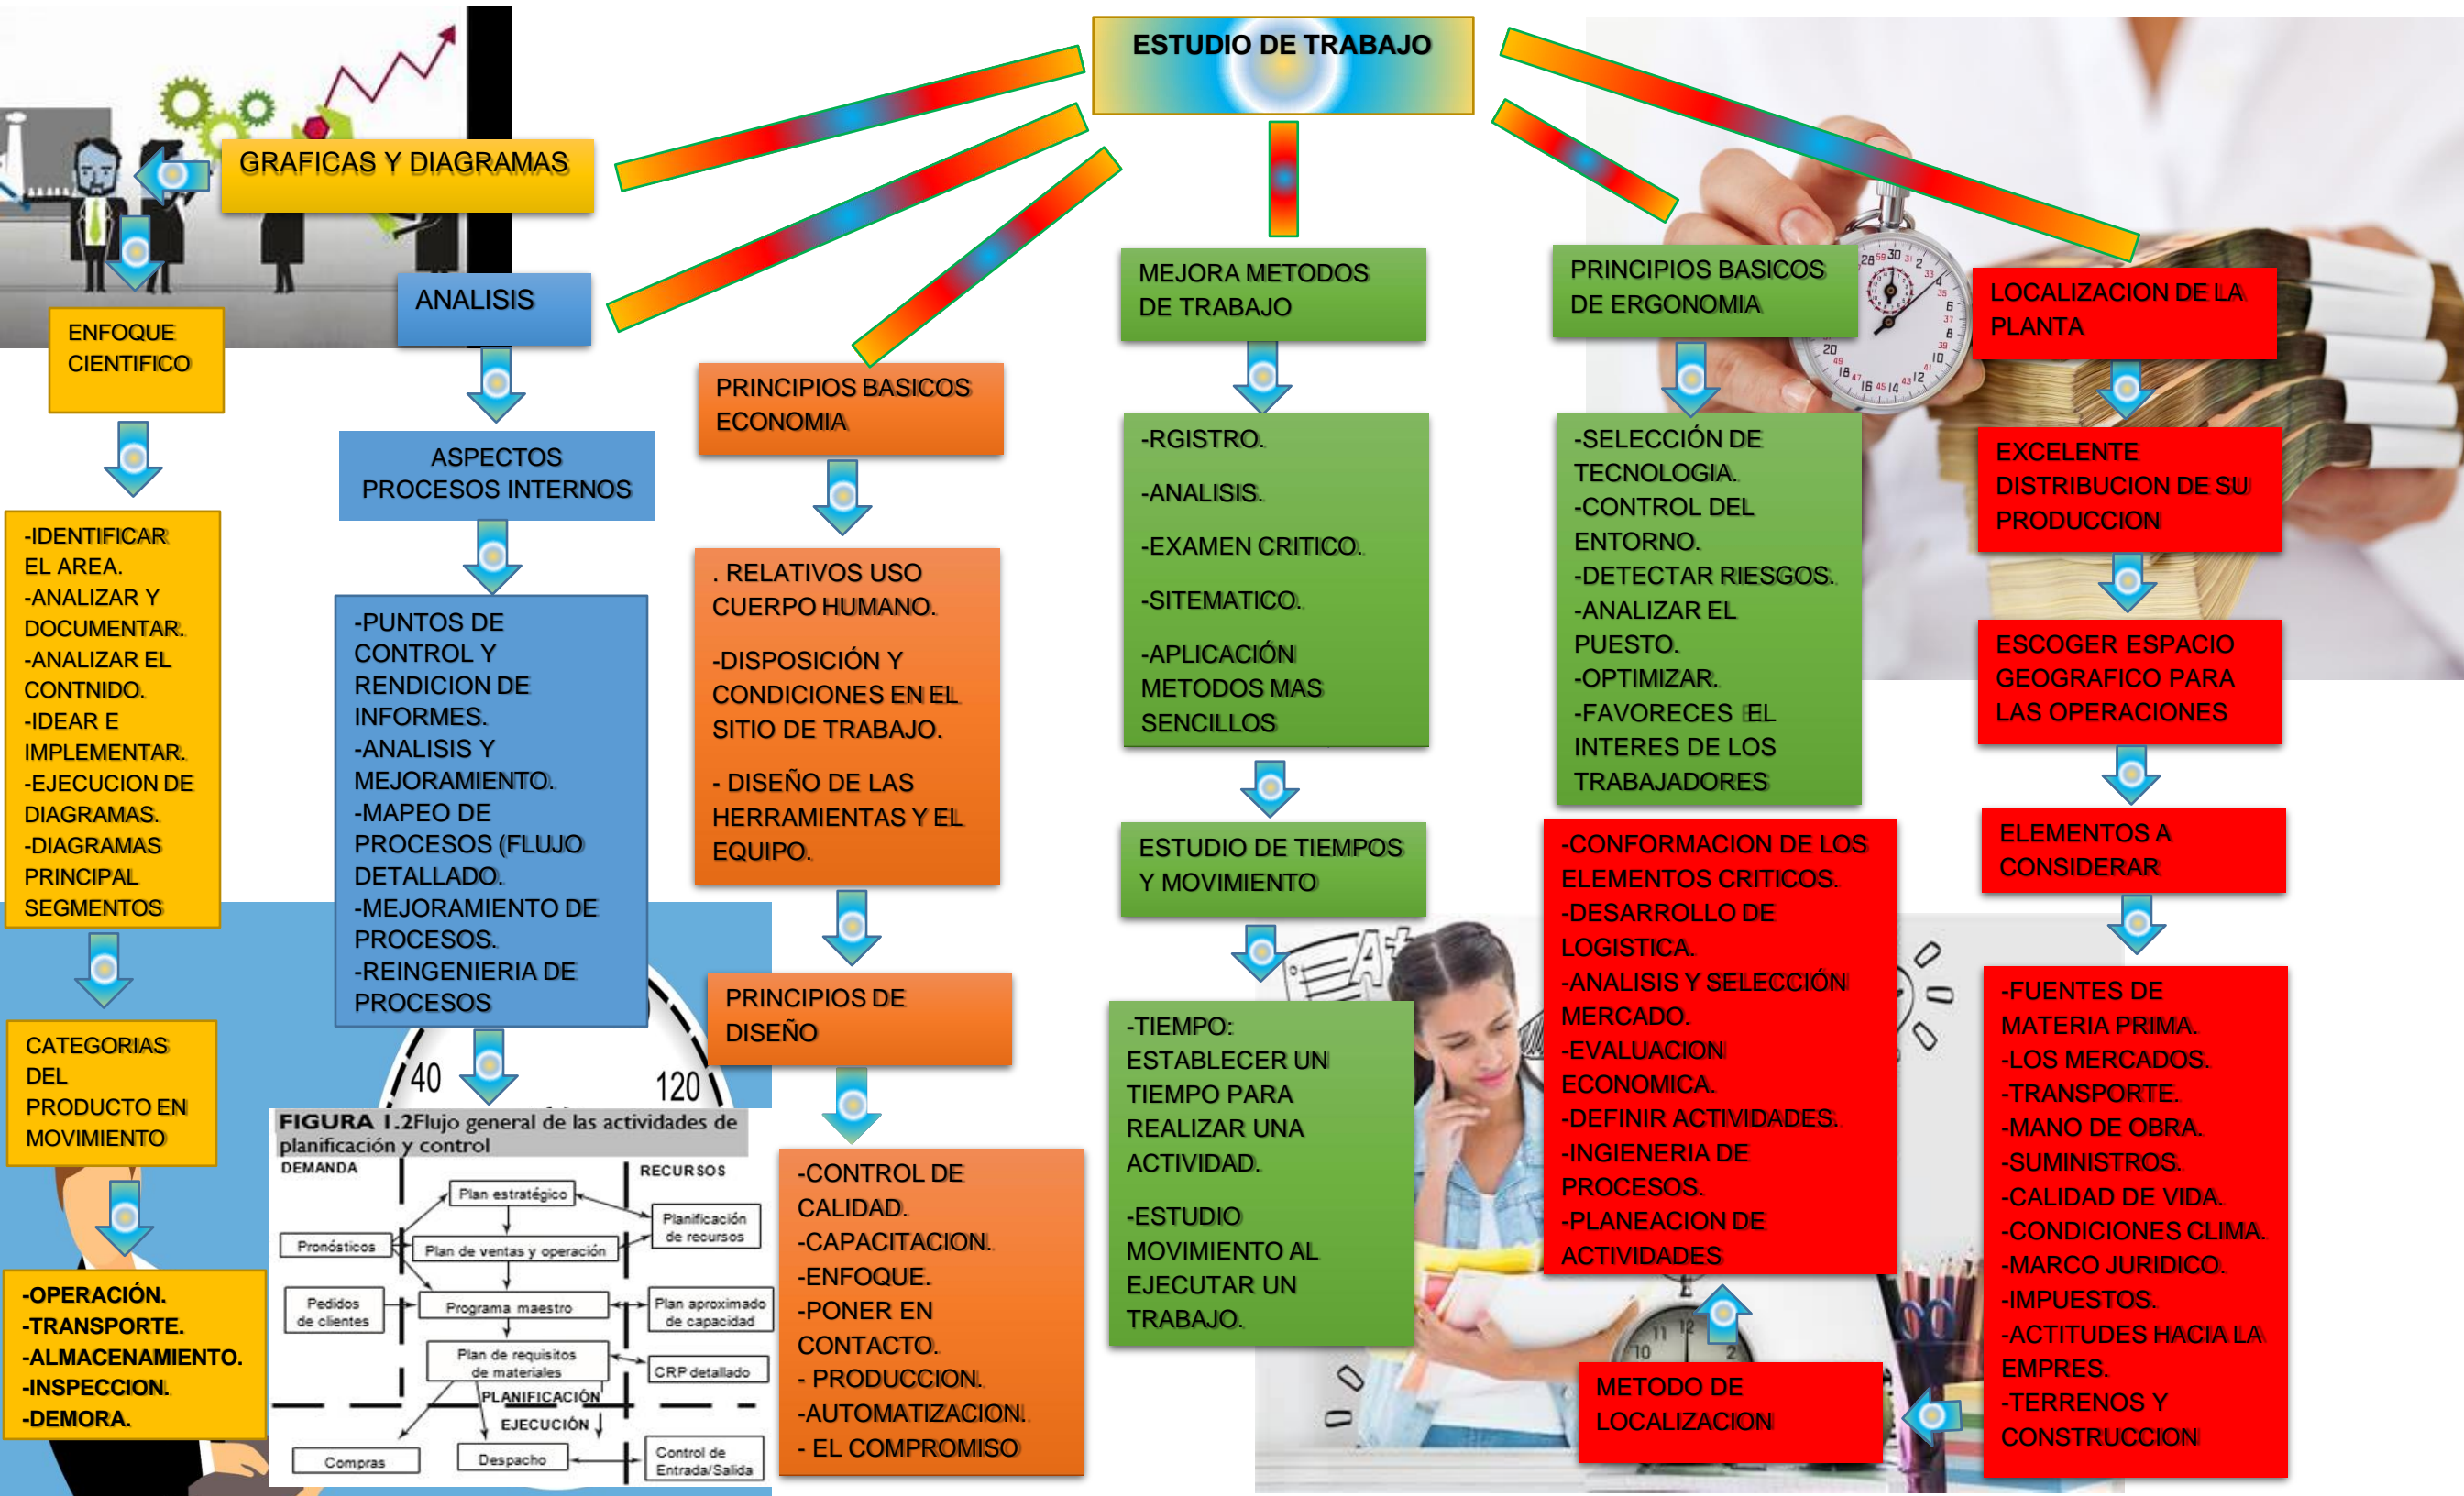 ESTUDIO DE TRABAJO
GRAFICAS Y DIAGRAMAS
ENFOQUE
CIENTIFICO
-IDENTIFICAR
EL AREA.
-ANALIZAR Y
DOCUMENTAR.
-ANALIZAR EL
CONTNIDO.
-IDEAR E
IMPLEMENTAR.
-EJECUCION DE
DIAGRAMAS.
-DIAGRAMAS
PRINCIPAL
SEGMENTOS
CATEGORIAS
DEL
PRODUCTO EN
MOVIMIENTO
-OPERACIÓN.
-TRANSPORTE.
-ALMACENAMIENTO.
-INSPECCION.
-DEMORA.
ANALISIS
ASPECTOS
PROCESOS INTERNOS
-PUNTOS DE
CONTROL Y
RENDICION DE
INFORMES.
-ANALISIS Y
MEJORAMIENTO.
-MAPEO DE
PROCESOS (FLUJO
DETALLADO.
-MEJORAMIENTO DE
PROCESOS.
-REINGENIERIA DE
PROCESOS
40
120
FIGURA 1.2Flujo general de las actividades de
planificación y control
DEMANDA
RECURSOS
Plan estratégico
Planificación
de recursos
Pronósticos
Plan de ventas y operación
Pedidos
de clientes
Programa maestro
Plan aproximado
de capacidad
Plan de requisitos
de materiales
CRP detallado
PLANIFICACIÓN
EJECUCIÓN
Compras
Despacho
Control de
Entrada/Salida
PRINCIPIOS BASICOS
ECONOMIA
. RELATIVOS USO
CUERPO HUMANO.
-DISPOSICIÓN Y
CONDICIONES EN EL
SITIO DE TRABAJO.
- DISEÑO DE LAS
HERRAMIENTAS Y EL
EQUIPO.
PRINCIPIOS DE
DISEÑO
-CONTROL DE
CALIDAD.
-CAPACITACION.
-ENFOQUE.
-PONER EN
CONTACTO.
- PRODUCCION.
-AUTOMATIZACION.
- EL COMPROMISO
MEJORA METODOS
DE TRABAJO
-RGISTRO.
-ANALISIS.
-EXAMEN CRITICO.
-SITEMATICO.
-APLICACIÓN
METODOS MAS
SENCILLOS
ESTUDIO DE TIEMPOS
Y MOVIMIENTO
-TIEMPO:
ESTABLECER UN
TIEMPO PARA
REALIZAR UNA
ACTIVIDAD.
-ESTUDIO
MOVIMIENTO AL
EJECUTAR UN
TRABAJO.
PRINCIPIOS BASICOS
DE ERGONOMIA
-SELECCIÓN DE
TECNOLOGIA.
-CONTROL DEL
ENTORNO.
-DETECTAR RIESGOS.
-ANALIZAR EL
PUESTO.
-OPTIMIZAR.
-FAVORECES EL
INTERES DE LOS
TRABAJADORES
LOCALIZACION DE LA
PLANTA
EXCELENTE
DISTRIBUCION DE SU
PRODUCCION
ESCOGER ESPACIO
GEOGRAFICO PARA
LAS OPERACIONES
ELEMENTOS A
CONSIDERAR
-FUENTES DE
MATERIA PRIMA.
-LOS MERCADOS.
-TRANSPORTE.
-MANO DE OBRA.
-SUMINISTROS.
-CALIDAD DE VIDA.
-CONDICIONES CLIMA.
-MARCO JURIDICO.
-IMPUESTOS.
-ACTITUDES HACIA LA
EMPRES.
-TERRENOS Y
CONSTRUCCION
METODO DE
LOCALIZACION
-CONFORMACION DE LOS
ELEMENTOS CRITICOS.
-DESARROLLO DE
LOGISTICA.
-ANALISIS Y SELECCIÓN
MERCADO.
-EVALUACION
ECONOMICA.
-DEFINIR ACTIVIDADES.
-INGIENERIA DE
PROCESOS.
-PLANEACION DE
ACTIVIDADES
A+
11 12
10 2